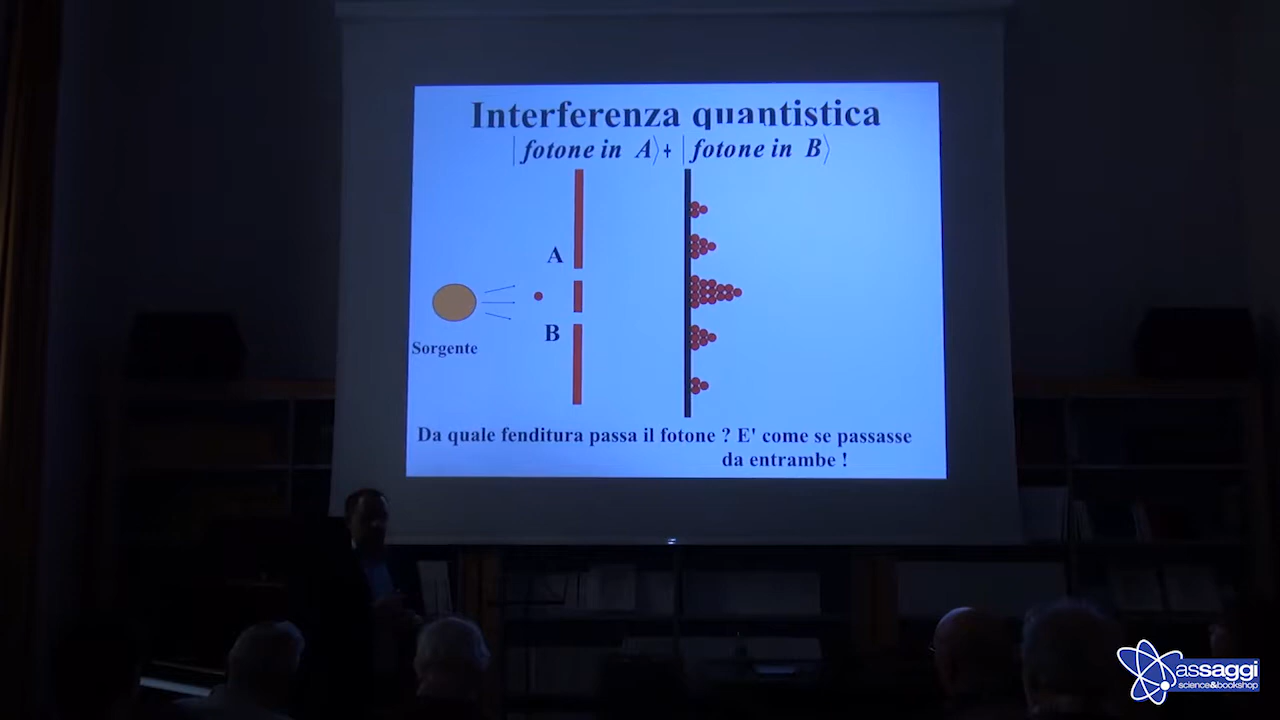 Interferenza quantistica
| fotone in A⟩ + | fotone in B⟩
A
B
Sorgente
Da quale fenditura passa il fotone ? E' come se passasse
da entrambe !
assaggi
science&bookshop